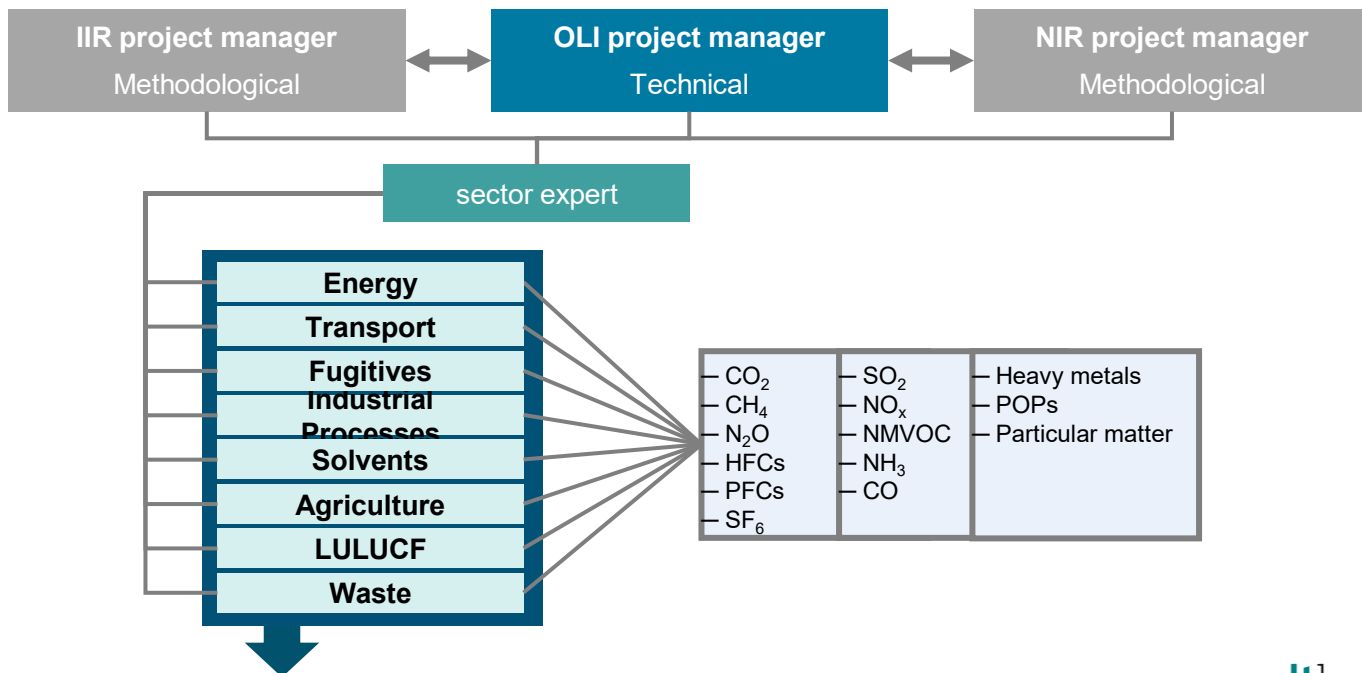 IIR project manager
Methodological
OLI project manager
Technical
NIR project manager
Methodological
sector expert
Energy
Transport
Fugitives
Industrial
Processes
Solvents
Agriculture
LULUCF
Waste
– CO₂
– CH₄
– N₂O
– HFCs
– PFCs
– SF₆
– SO₂
– NOₓ
– NMVOC
– NH₃
– CO
– Heavy metals
– POPs
– Particular matter